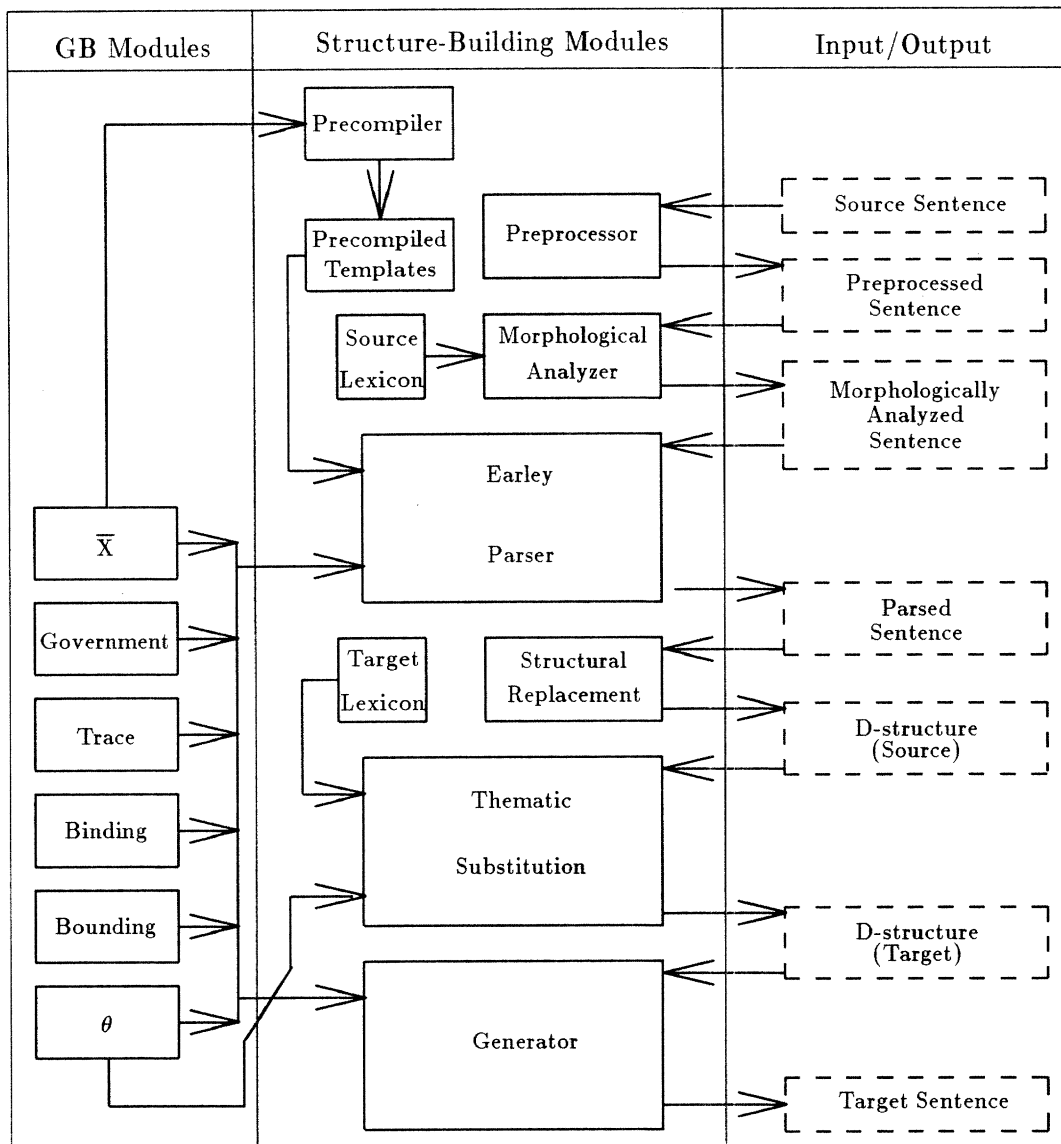 GB Modules
Structure-Building Modules
Input/Output
Precompiler
Precompiled
Templates
Preprocessor
Source Sentence
Preprocessed
Sentence
Source
Lexicon
Morphological
Analyzer
Morphologically
Analyzed
Sentence
Earley
Parser
X̅
Government
Trace
Binding
Bounding
θ
Parsed
Sentence
Target
Lexicon
Structural
Replacement
D-structure
(Source)
Thematic
Substitution
D-structure
(Target)
Generator
Target Sentence